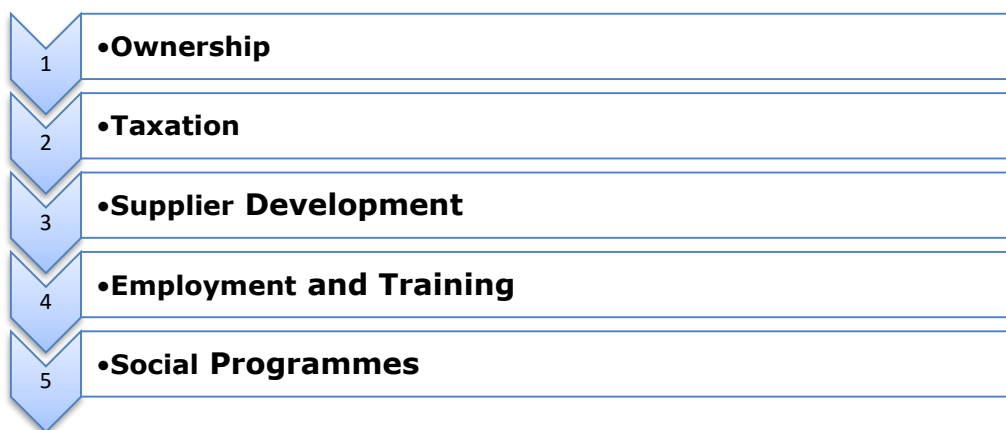 1 •Ownership
2 •Taxation
3 •Supplier Development
4 •Employment and Training
5 •Social Programmes